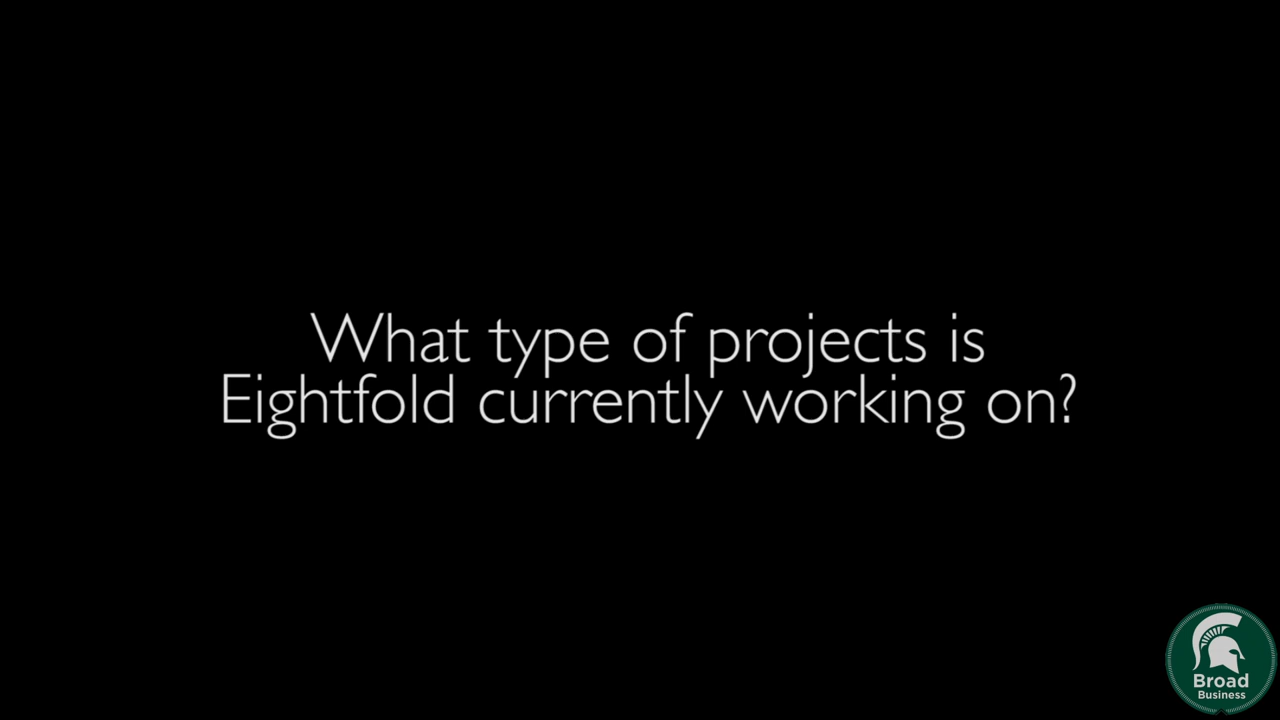 What type of projects is
Eightfold currently working on?
Broad
Business